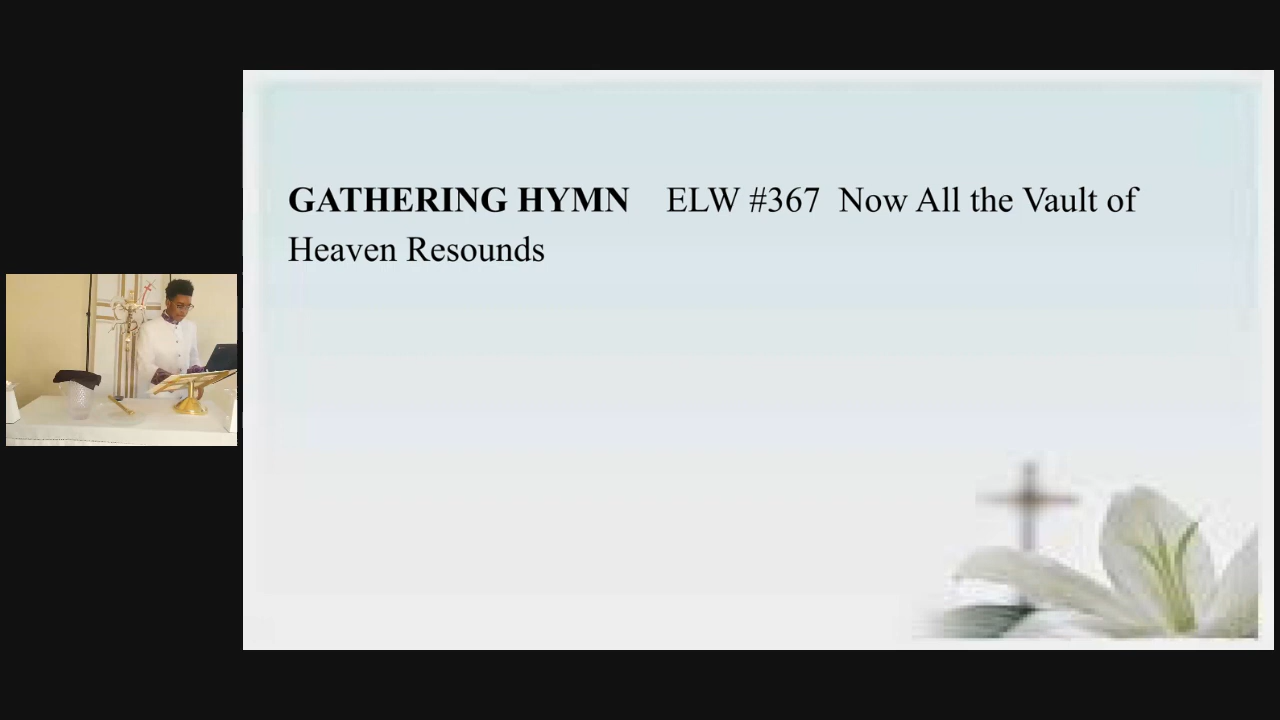 GATHERING HYMN ELW #367 Now All the Vault of
Heaven Resounds